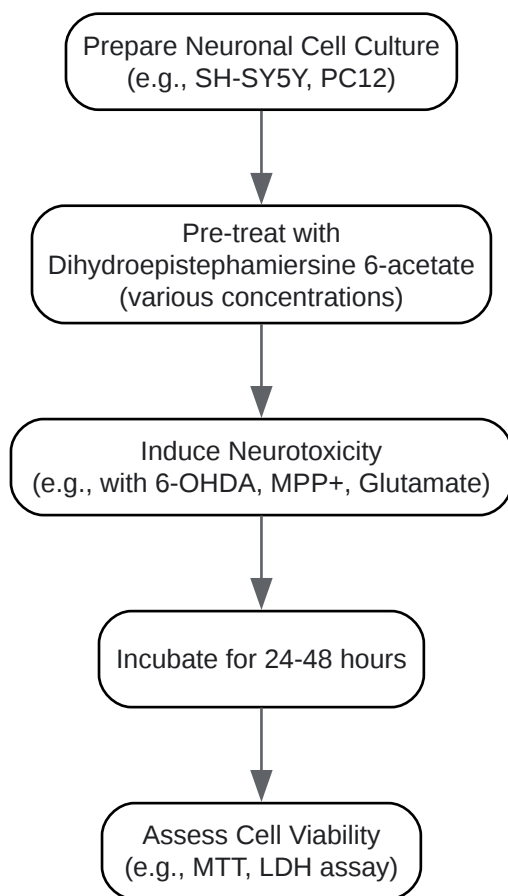 Prepare Neuronal Cell Culture
(e.g., SH-SY5Y, PC12)
Pre-treat with
Dihydroepistephamiersine 6-acetate
(various concentrations)
Induce Neurotoxicity
(e.g., with 6-OHDA, MPP+, Glutamate)
Incubate for 24-48 hours
Assess Cell Viability
(e.g., MTT, LDH assay)